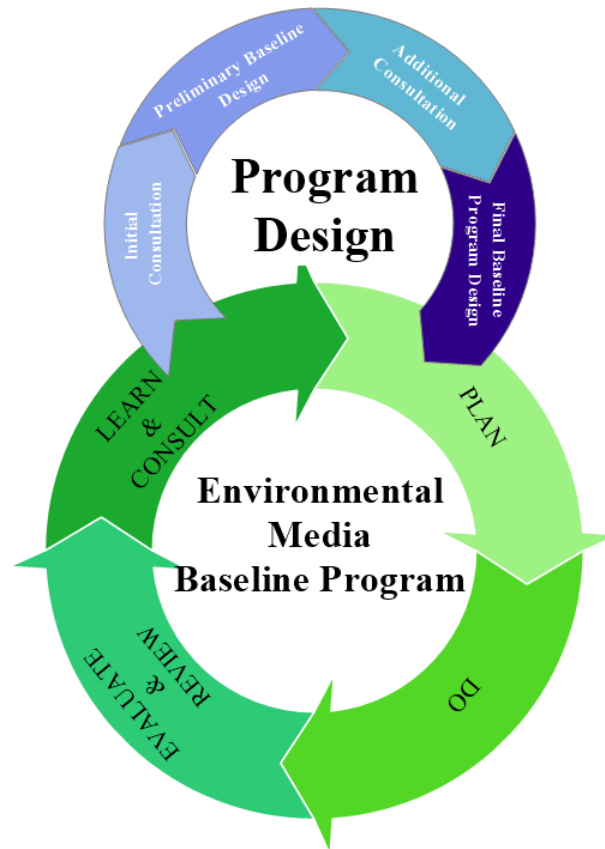 Preliminary Baseline
Design
Additional
Consultation
Initial
Consultation
Program
Design
Final Baseline
Program Design
LEARN
&
CONSULT
PLAN
Environmental
Media
Baseline Program
DO
EVALUATE
&
REVIEW